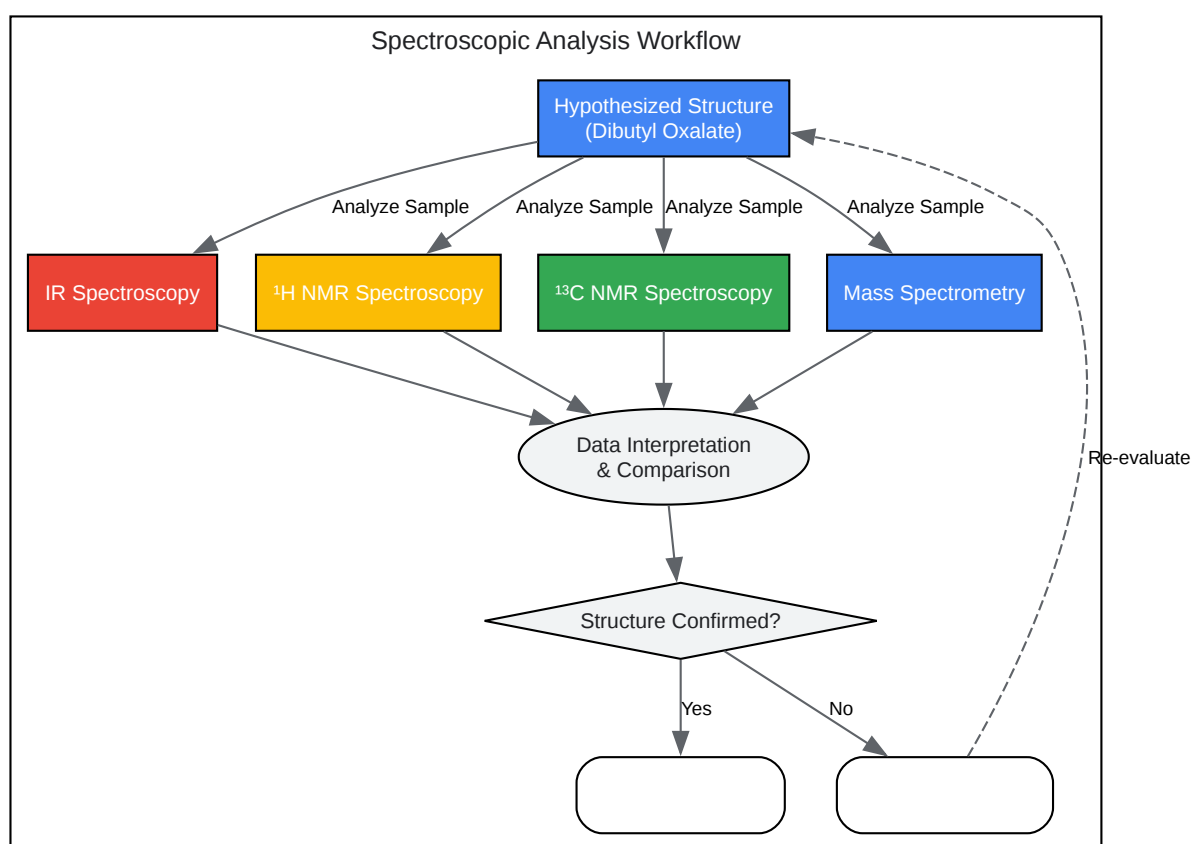 Spectroscopic Analysis Workflow
Hypothesized Structure
(Dibutyl Oxalate)
Analyze Sample
Analyze Sample
Analyze Sample
Analyze Sample
IR Spectroscopy
¹H NMR Spectroscopy
¹³C NMR Spectroscopy
Mass Spectrometry
Data Interpretation
& Comparison
Re-evaluate
Structure Confirmed?
Yes
No